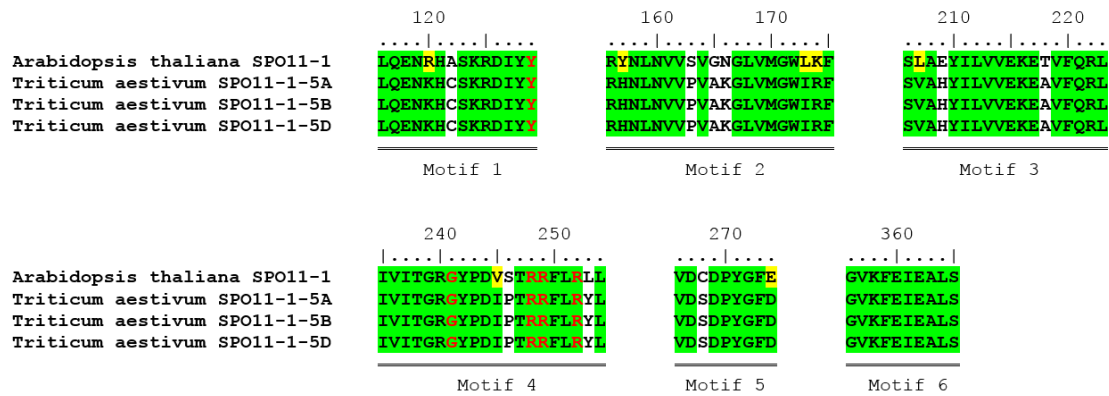 120 160 170 210 220
Arabidopsis thaliana SPO11-1 LQENRHASKRDIYY RYNLNVVSVGNGLVMGWLKF SLAEYILVVEKETVFQRL
Triticum aestivum SPO11-1-5A LQENKHCSKRDIYY RHNLNVVPVAKGLVMGWIRF SVAHYILVVEKEAVFQRL
Triticum aestivum SPO11-1-5B LQENKHCSKRDIYY RHNLNVVPVAKGLVMGWIRF SVAHYILVVEKEAVFQRL
Triticum aestivum SPO11-1-5D LQENKHCSKRDIYY RHNLNVVPVAKGLVMGWIRF SVAHYILVVEKEAVFQRL
Motif 1 Motif 2 Motif 3
240 250 270 360
Arabidopsis thaliana SPO11-1 IVITGRGYPDVSTRRFLRLL VDCDPYGFE GVKFEIEALS
Triticum aestivum SPO11-1-5A IVITGRGYPDIPTRRFLRYL VDSDPYGFD GVKFEIEALS
Triticum aestivum SPO11-1-5B IVITGRGYPDIPTRRFLRYL VDSDPYGFD GVKFEIEALS
Triticum aestivum SPO11-1-5D IVITGRGYPDIPTRRFLRYL VDSDPYGFD GVKFEIEALS
Motif 4 Motif 5 Motif 6